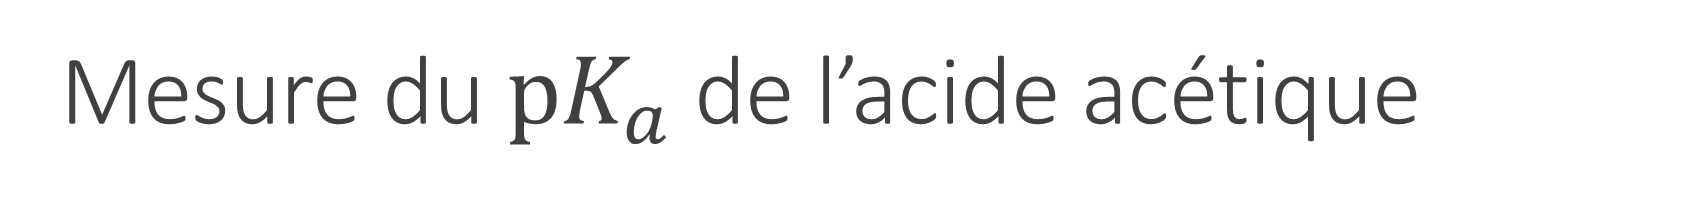 Mesure du pKₐ de l’acide acétique